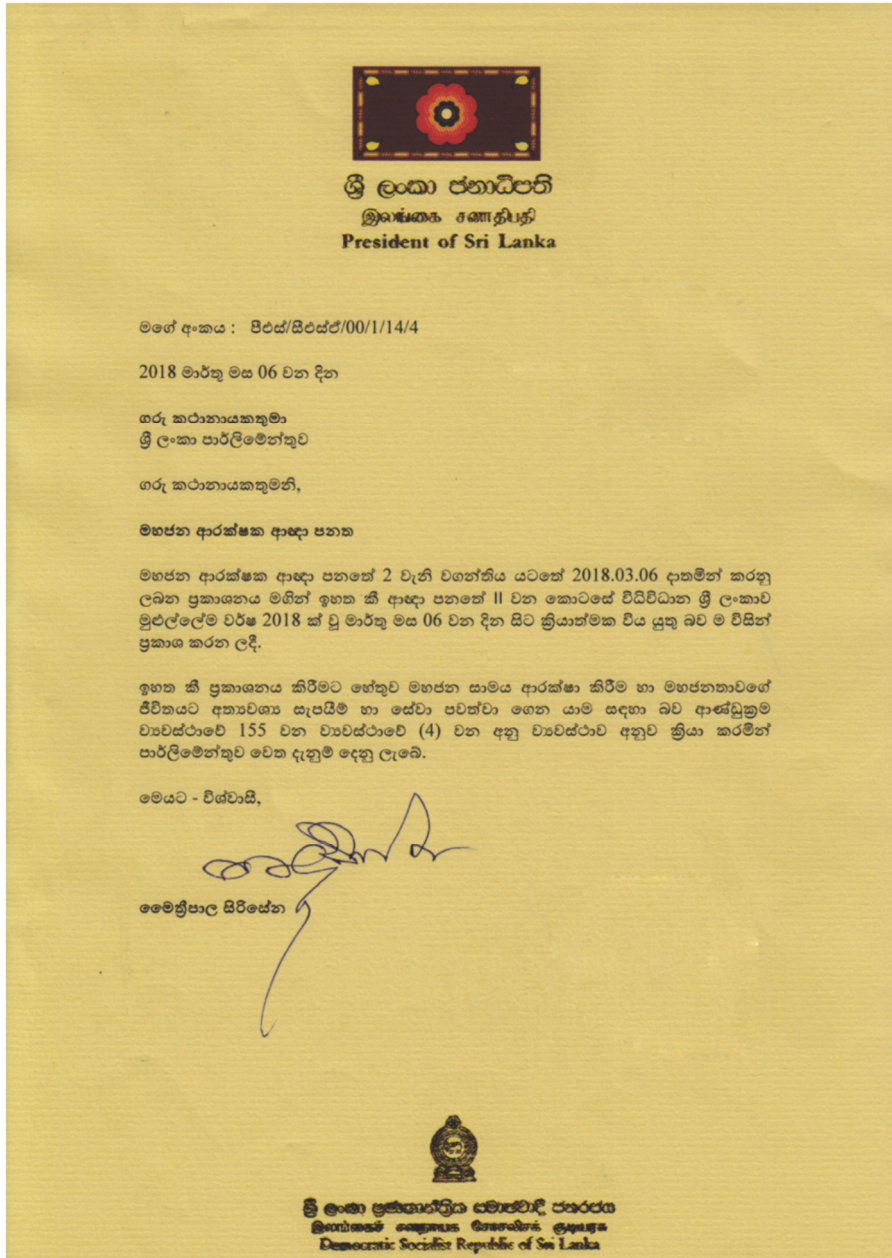 ශ්‍රී ලංකා ජනාධිපති
இலங்கை சனாதிபதி
President of Sri Lanka
මගේ අංකය : පීඑස්/සීඑස්ඒ/00/1/14/4
2018 මාර්තු මස 06 වන දින
ගරු කථානායකතුමා
ශ්‍රී ලංකා පාර්ලිමේන්තුව
ගරු කථානායකතුමනි,
මහජන ආරක්ෂක ආඥා පනත
මහජන ආරක්ෂක ආඥා පනතේ 2 වැනි වගන්තිය යටතේ 2018.03.06 දාතමින් කරනු
ලබන ප්‍රකාශනය මගින් ඉහත කී ආඥා පනතේ II වන කොටසේ විධිවිධාන ශ්‍රී ලංකාව
මුළුල්ලේම වර්ෂ 2018 ක් වූ මාර්තු මස 06 වන දින සිට ක්‍රියාත්මක විය යුතු බව ම විසින්
ප්‍රකාශ කරන ලදී.
ඉහත කී ප්‍රකාශනය කිරීමට හේතුව මහජන සාමය ආරක්ෂා කිරීම හා මහජනතාවගේ
ජීවිතයට අත්‍යවශ්‍ය සැපයීම් හා සේවා පවත්වා ගෙන යාම සඳහා බව ආණ්ඩුක්‍රම
ව්‍යවස්ථාවේ 155 වන ව්‍යවස්ථාවේ (4) වන අනු ව්‍යවස්ථාව අනුව ක්‍රියා කරමින්
පාර්ලිමේන්තුව වෙත දැනුම් දෙනු ලැබේ.
මෙයට - විශ්වාසී,
මෛත්‍රීපාල සිරිසේන
ශ්‍රී ලංකා ප්‍රජාතාන්ත්‍රික සමාජවාදී ජනරජය
இலங்கைச் சனநாயக சோசலிசக் குடியரசு
Democratic Socialist Republic of Sri Lanka